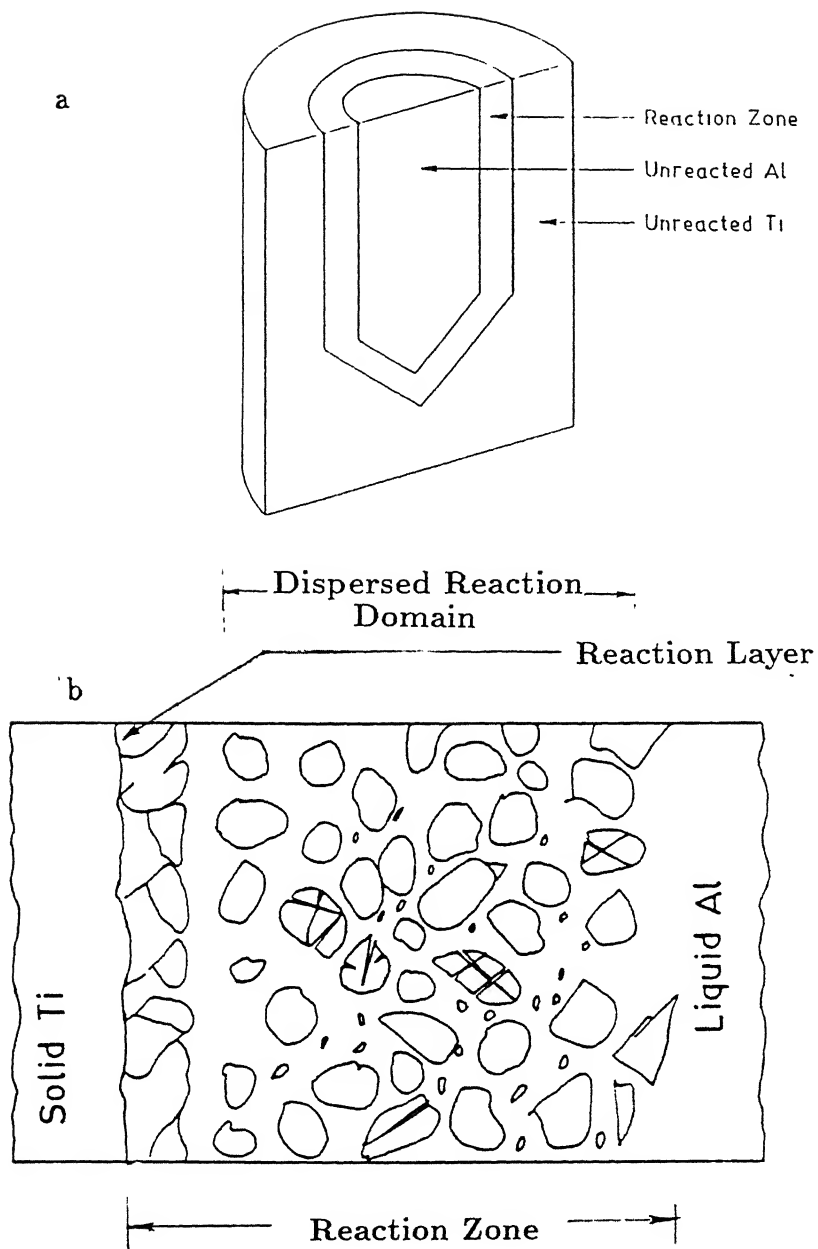 a
Reaction Zone
Unreacted Al
Unreacted Ti
Dispersed Reaction
Domain
Reaction Layer
b
Solid Ti
Liquid Al
Reaction Zone